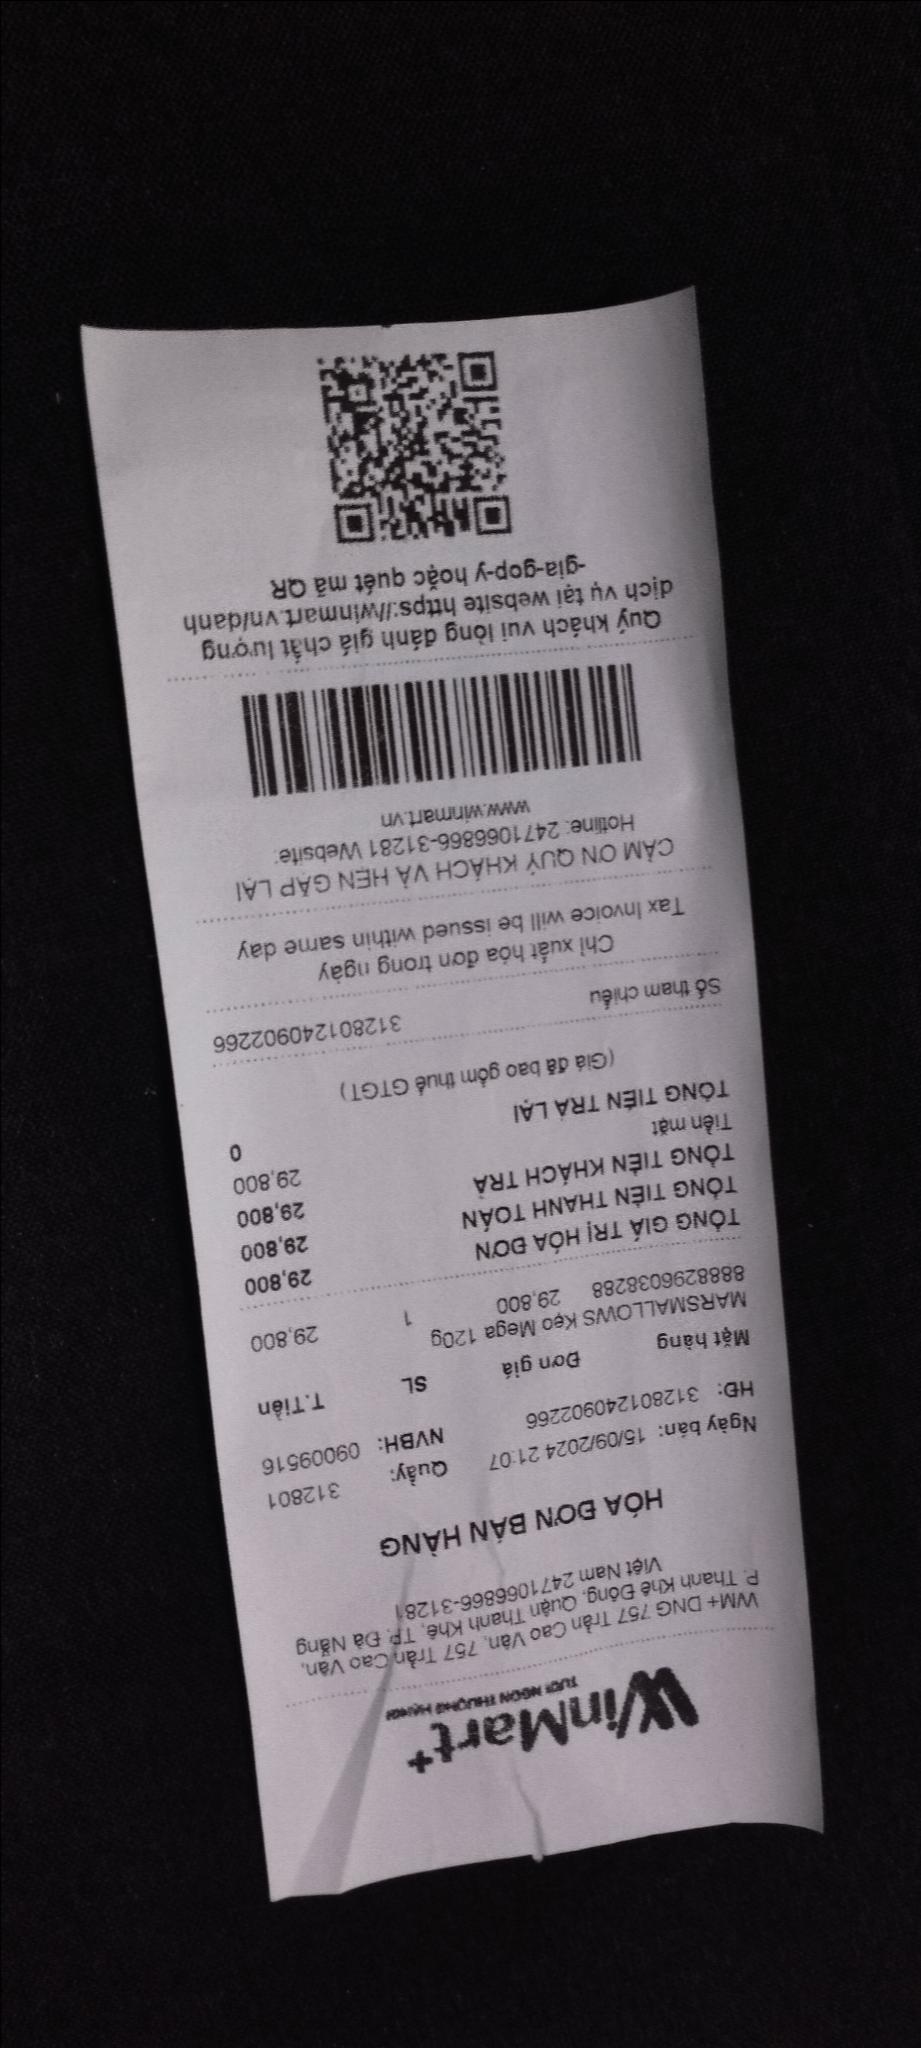 WinMart+
TƯƠI NGON THƯỢNG HẠNG!
WM+ DNG 757 Trần Cao Vân, 757 Trần Cao Vân,
P. Thanh Khê Đông, Quận Thanh Khê, TP. Đà Nẵng
Việt Nam 2471066866-31281
HÓA ĐƠN BÁN HÀNG
Ngày bán: 15/09/2024 21:07 Quầy: 312801
HĐ: 312801240902266 NVBH: 09009516
Mặt hàng Đơn giá SL T.Tiền
MARSMALLOWS Kẹo Mega 120g
8888296038288 29,800 1 29,800
TỔNG GIÁ TRỊ HÓA ĐƠN 29,800
TỔNG TIỀN THANH TOÁN 29,800
TỔNG TIỀN KHÁCH TRẢ 29,800
Tiền mặt 29,800
TỔNG TIỀN TRẢ LẠI 0
(Giá đã bao gồm thuế GTGT)
Số tham chiếu 312801240902266
Chỉ xuất hóa đơn trong ngày
Tax Invoice will be issued within same day
CẢM ƠN QUÝ KHÁCH VÀ HẸN GẶP LẠI
Hotline: 2471066866-31281 Website:
www.winmart.vn
Quý khách vui lòng đánh giá chất lượng
dịch vụ tại website https://winmart.vn/danh
-gia-gop-y hoặc quét mã QR